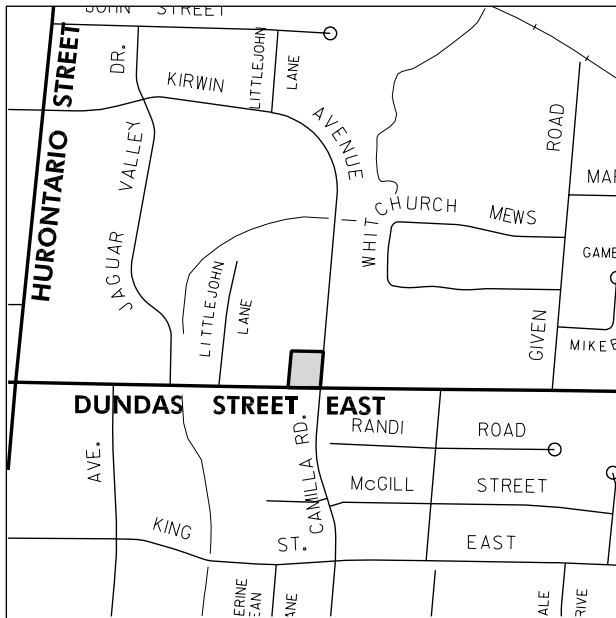 JOHN STREET
HURONTARIO STREET
DR.
JAGUAR VALLEY
KIRWIN AVENUE
LITTLEJOHN
LANE
ROAD
GIVEN
WHITCHURCH MEWS
LITTLEJOHN
LANE
DUNDAS STREET EAST
AVE.
CAMILLA RD.
RANDI ROAD
McGILL STREET
KING ST. EAST